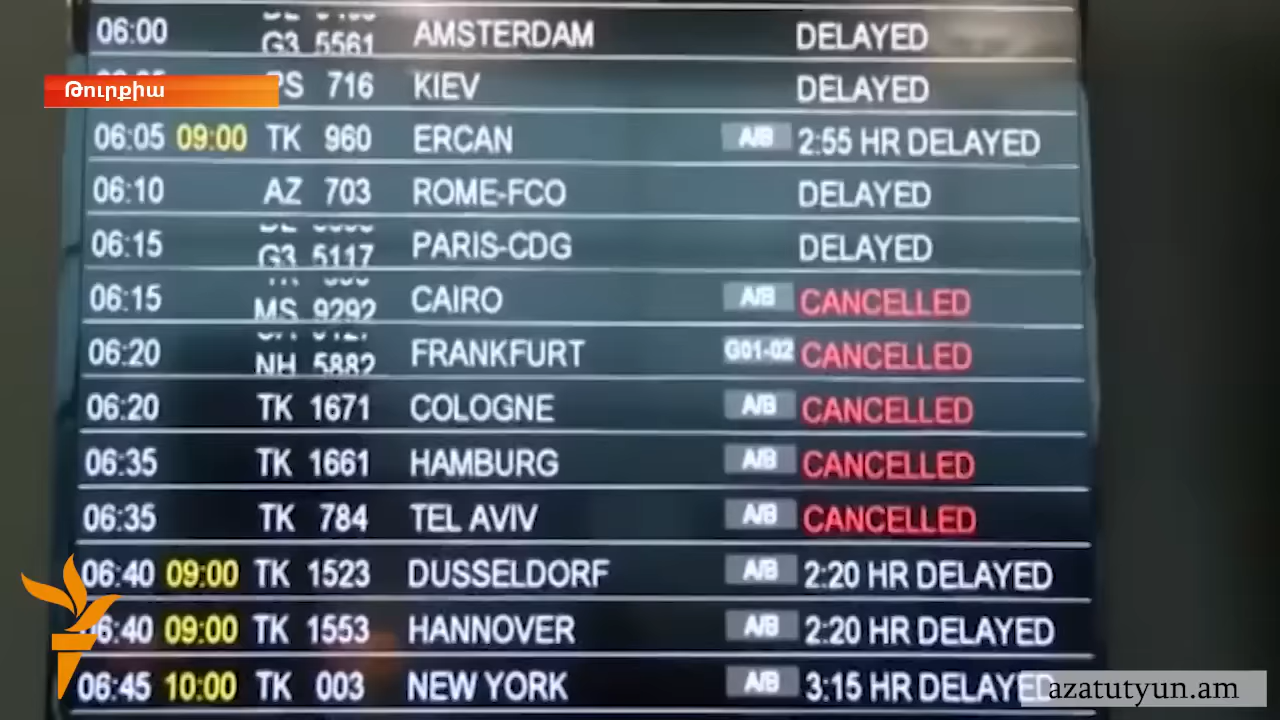 06:00 G3 5561 AMSTERDAM DELAYED
Թուրքիա
PS 716 KIEV DELAYED
06:05 09:00 TK 960 ERCAN A/B 2:55 HR DELAYED
06:10 AZ 703 ROME-FCO DELAYED
06:15 G3 5117 PARIS-CDG DELAYED
06:15 MS 9292 CAIRO A/B CANCELLED
06:20 NH 5882 FRANKFURT G01-02 CANCELLED
06:20 TK 1671 COLOGNE A/B CANCELLED
06:35 TK 1661 HAMBURG A/B CANCELLED
06:35 TK 784 TEL AVIV A/B CANCELLED
06:40 09:00 TK 1523 DUSSELDORF A/B 2:20 HR DELAYED
06:40 09:00 TK 1553 HANNOVER A/B 2:20 HR DELAYED
06:45 10:00 TK 003 NEW YORK A/B 3:15 HR DELAYED
azatutyun.am